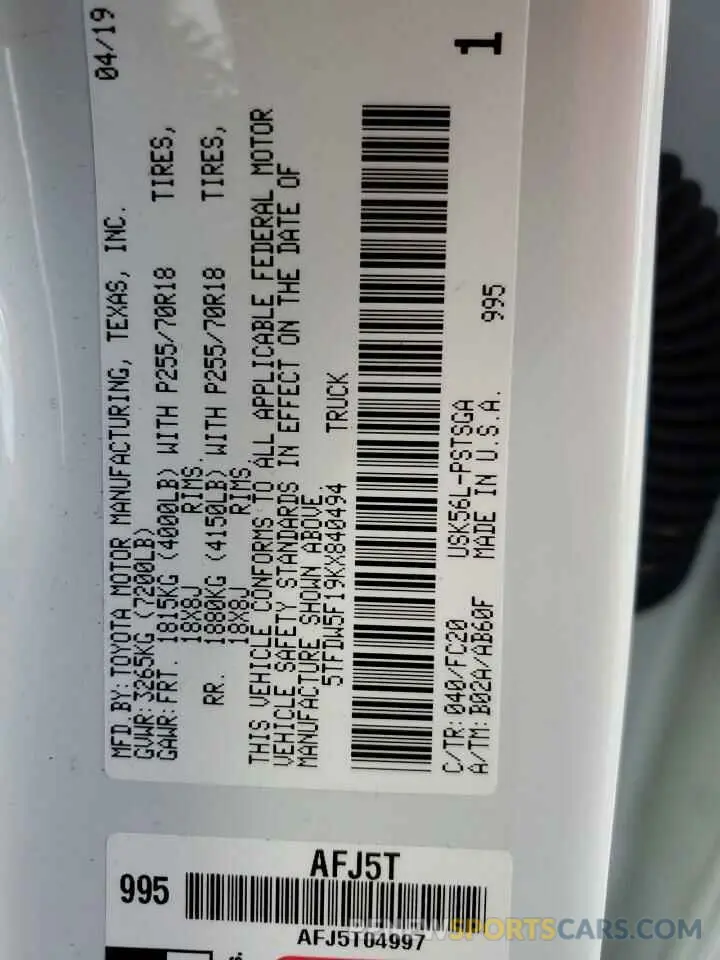 MFD.BY:TOYOTA MOTOR MANUFACTURING, TEXAS, INC. 04/19
GVWR:3265KG (7200LB)
GAWR:FRT. 1815KG (4000LB) WITH P255/70R18 TIRES,
18X8J RIMS,
RR. 1880KG (4150LB) WITH P255/70R18 TIRES,
18X8J RIMS,
THIS VEHICLE CONFORMS TO ALL APPLICABLE FEDERAL MOTOR
VEHICLE SAFETY STANDARDS IN EFFECT ON THE DATE OF
MANUFACTURE SHOWN ABOVE.
5TFDW5F19KX840494 TRUCK
C/TR:040/FC20 USK56L-PSTSGA
A/TM:B02A/AB60F MADE IN U.S.A. 995
1
AFJ5T
995
AFJ5T04997
RENEWSPORTSCARS.COM